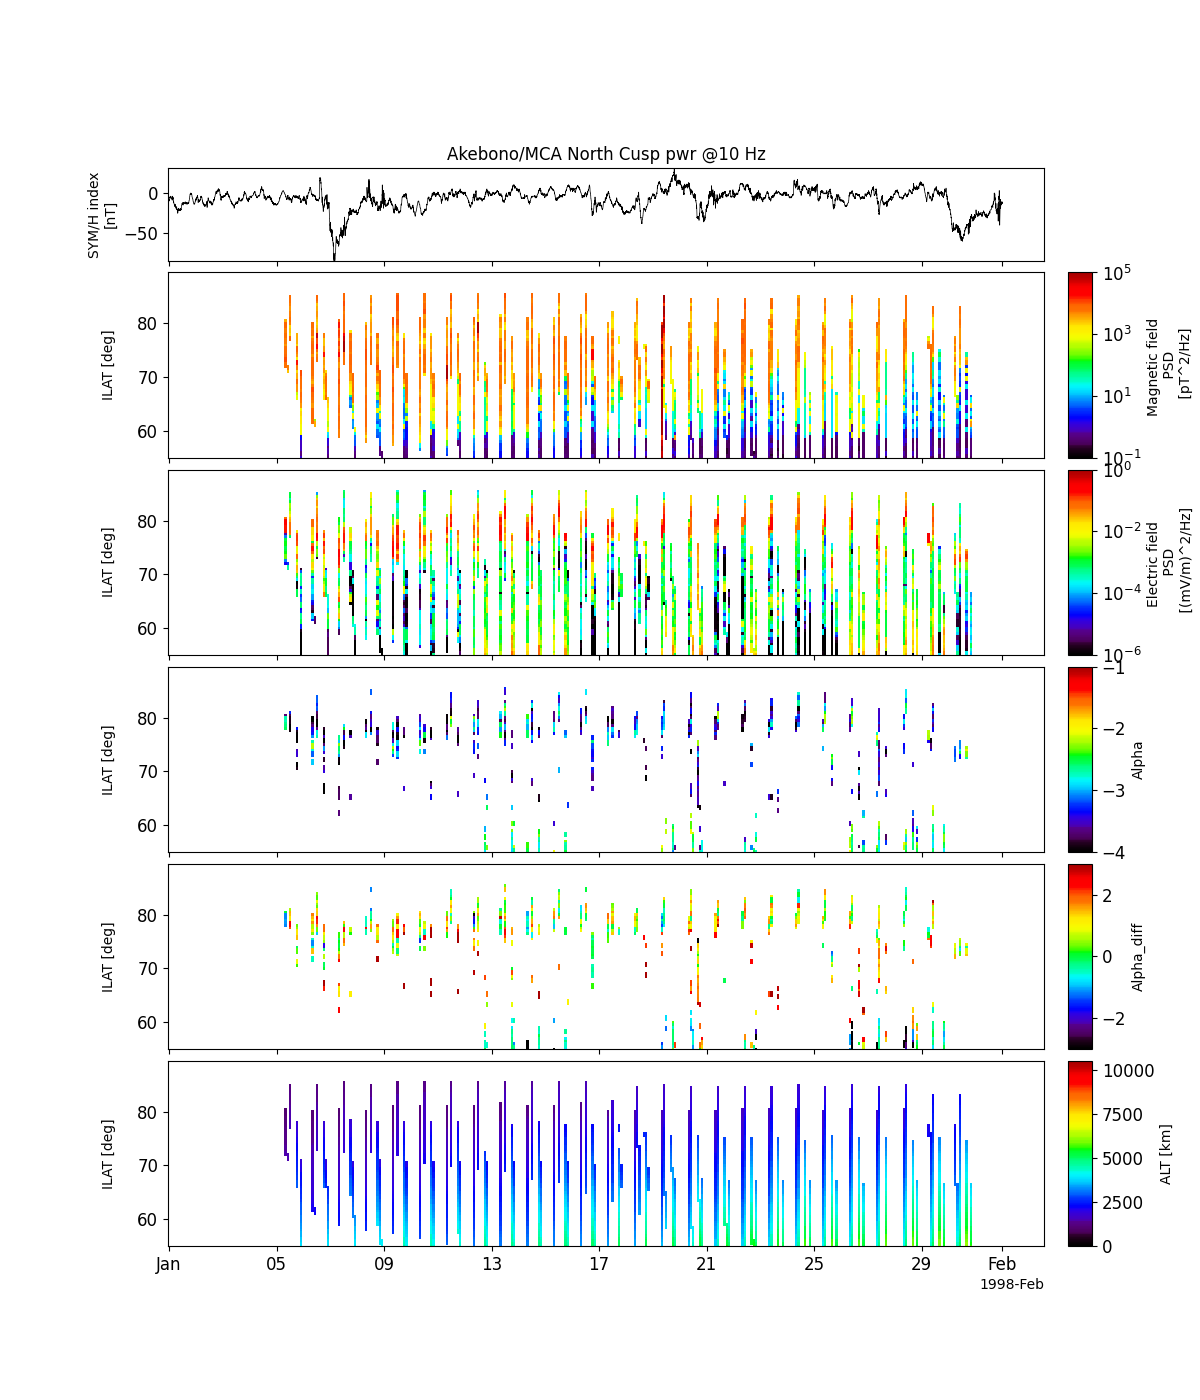 Akebono/MCA North Cusp pwr @10 Hz
SYM/H index
[nT]
0
−50
ILAT [deg]
80
70
60
10^5
10^3
10^1
10^−1
Magnetic field
PSD
[pT^2/Hz]
ILAT [deg]
80
70
60
10^0
10^−2
10^−4
10^−6
Electric field
PSD
[(mV/m)^2/Hz]
ILAT [deg]
80
70
60
−1
−2
−3
−4
Alpha
ILAT [deg]
80
70
60
2
0
−2
Alpha_diff
ILAT [deg]
80
70
60
10000
7500
5000
2500
0
ALT [km]
Jan 05 09 13 17 21 25 29 Feb
1998-Feb